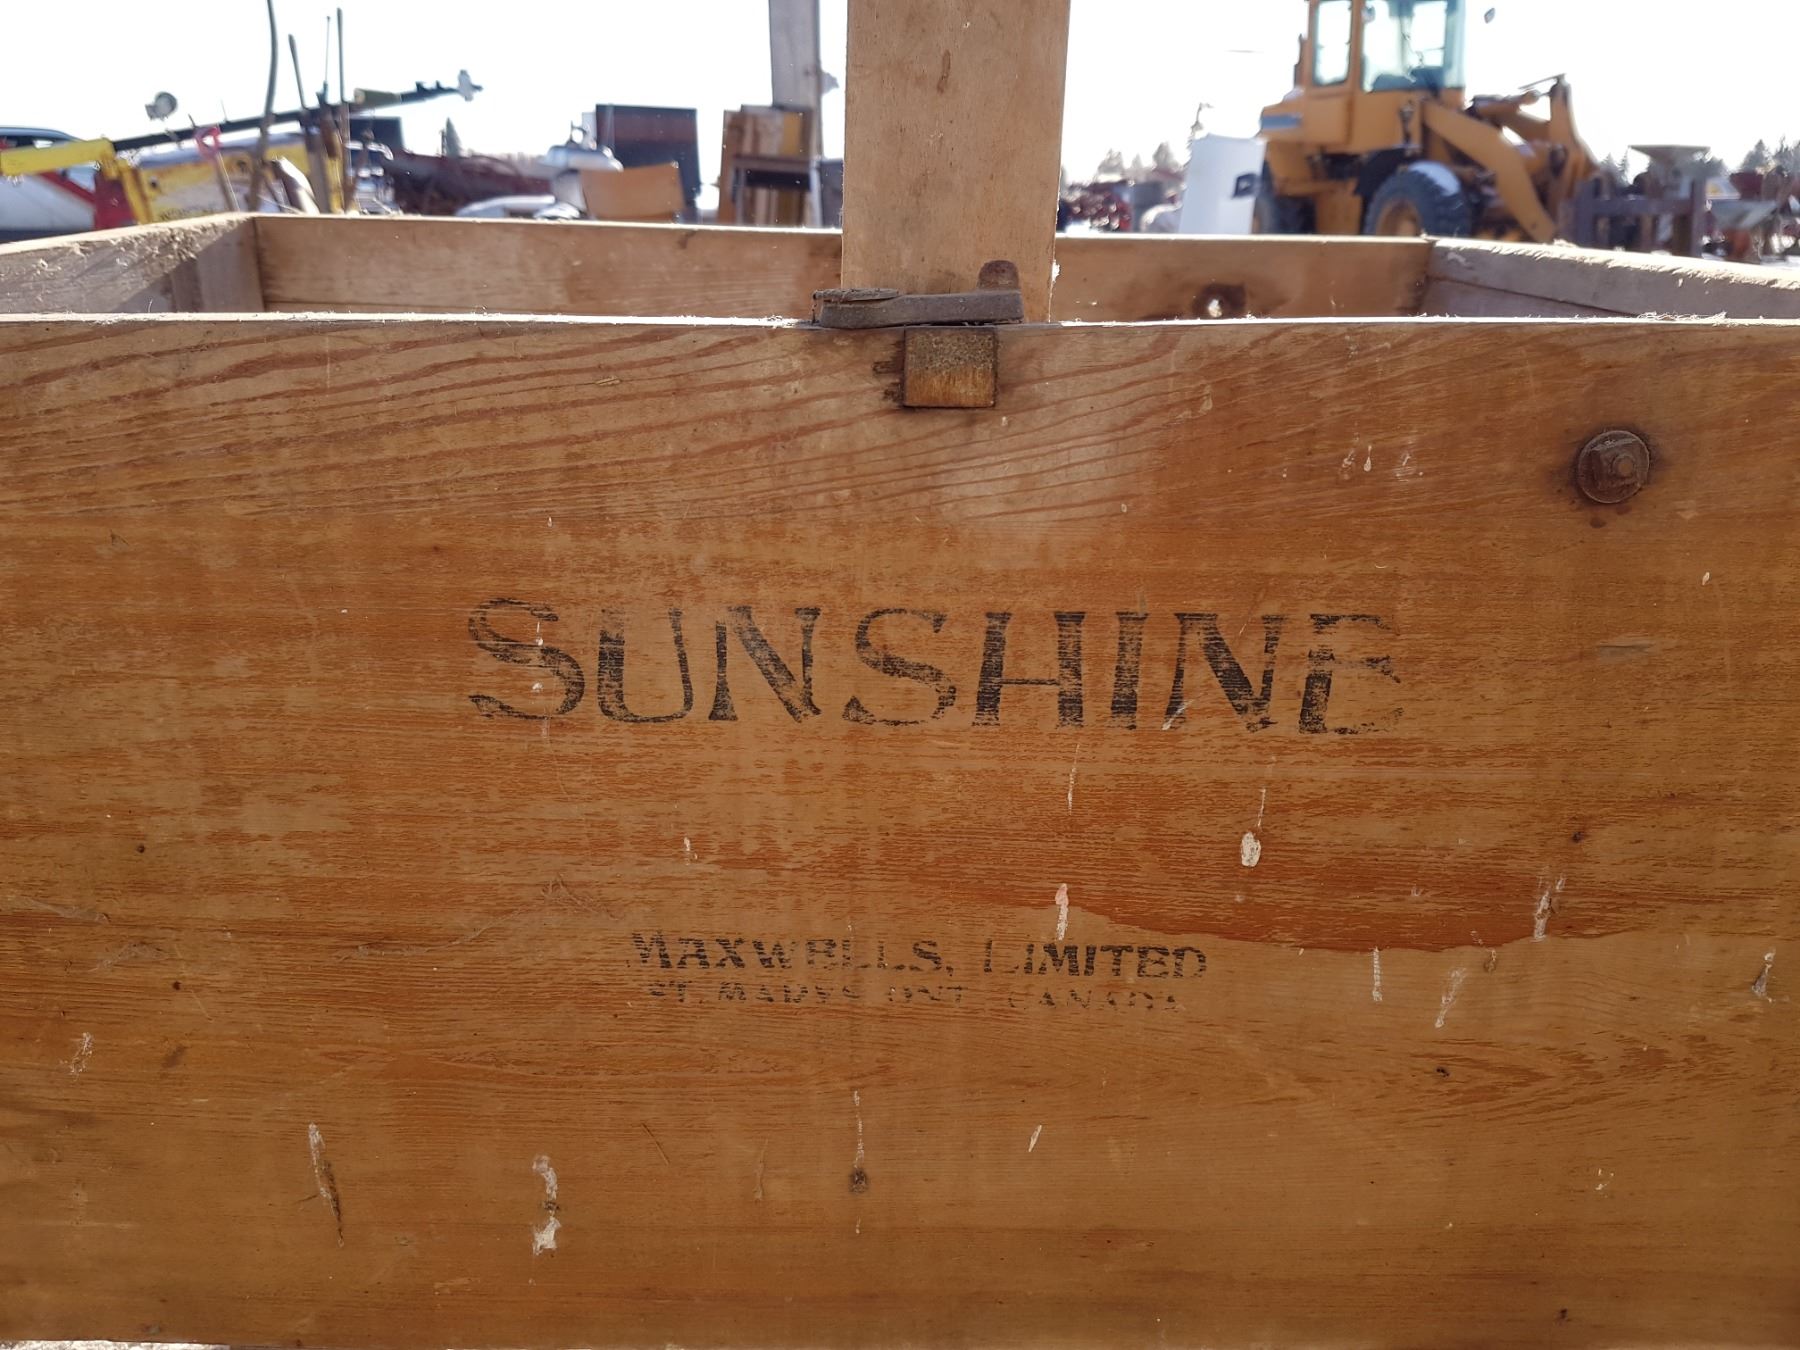 SUNSHINE
MAXWELLS, LIMITED
ST. MARYS ONT CANADA